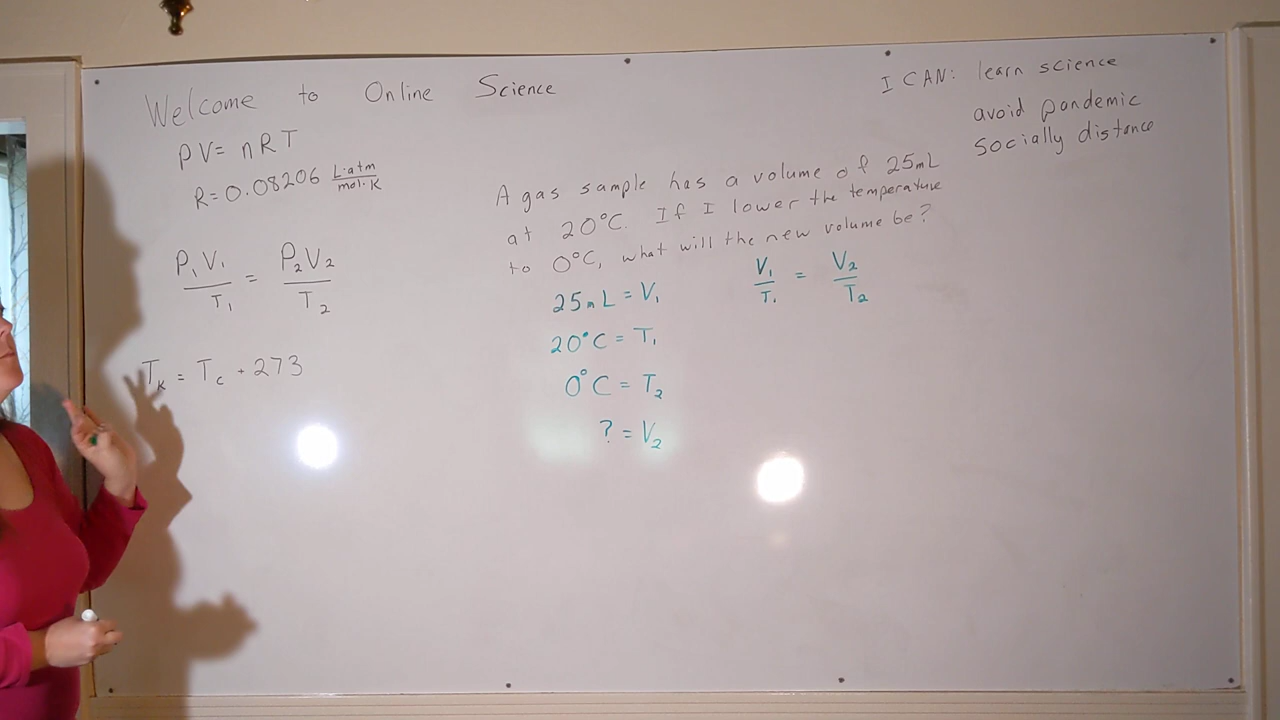 Welcome to Online Science
I CAN: learn science
avoid pandemic
Socially distance
PV = nRT
R = 0.08206 L·atm/mol·K
P₁V₁/T₁ = P₂V₂/T₂
T_K = T_C + 273
A gas sample has a volume of 25mL
at 20°C. If I lower the temperature
to 0°C, what will the new volume be?
25mL = V₁
20°C = T₁
0°C = T₂
? = V₂
V₁/T₁ = V₂/T₂